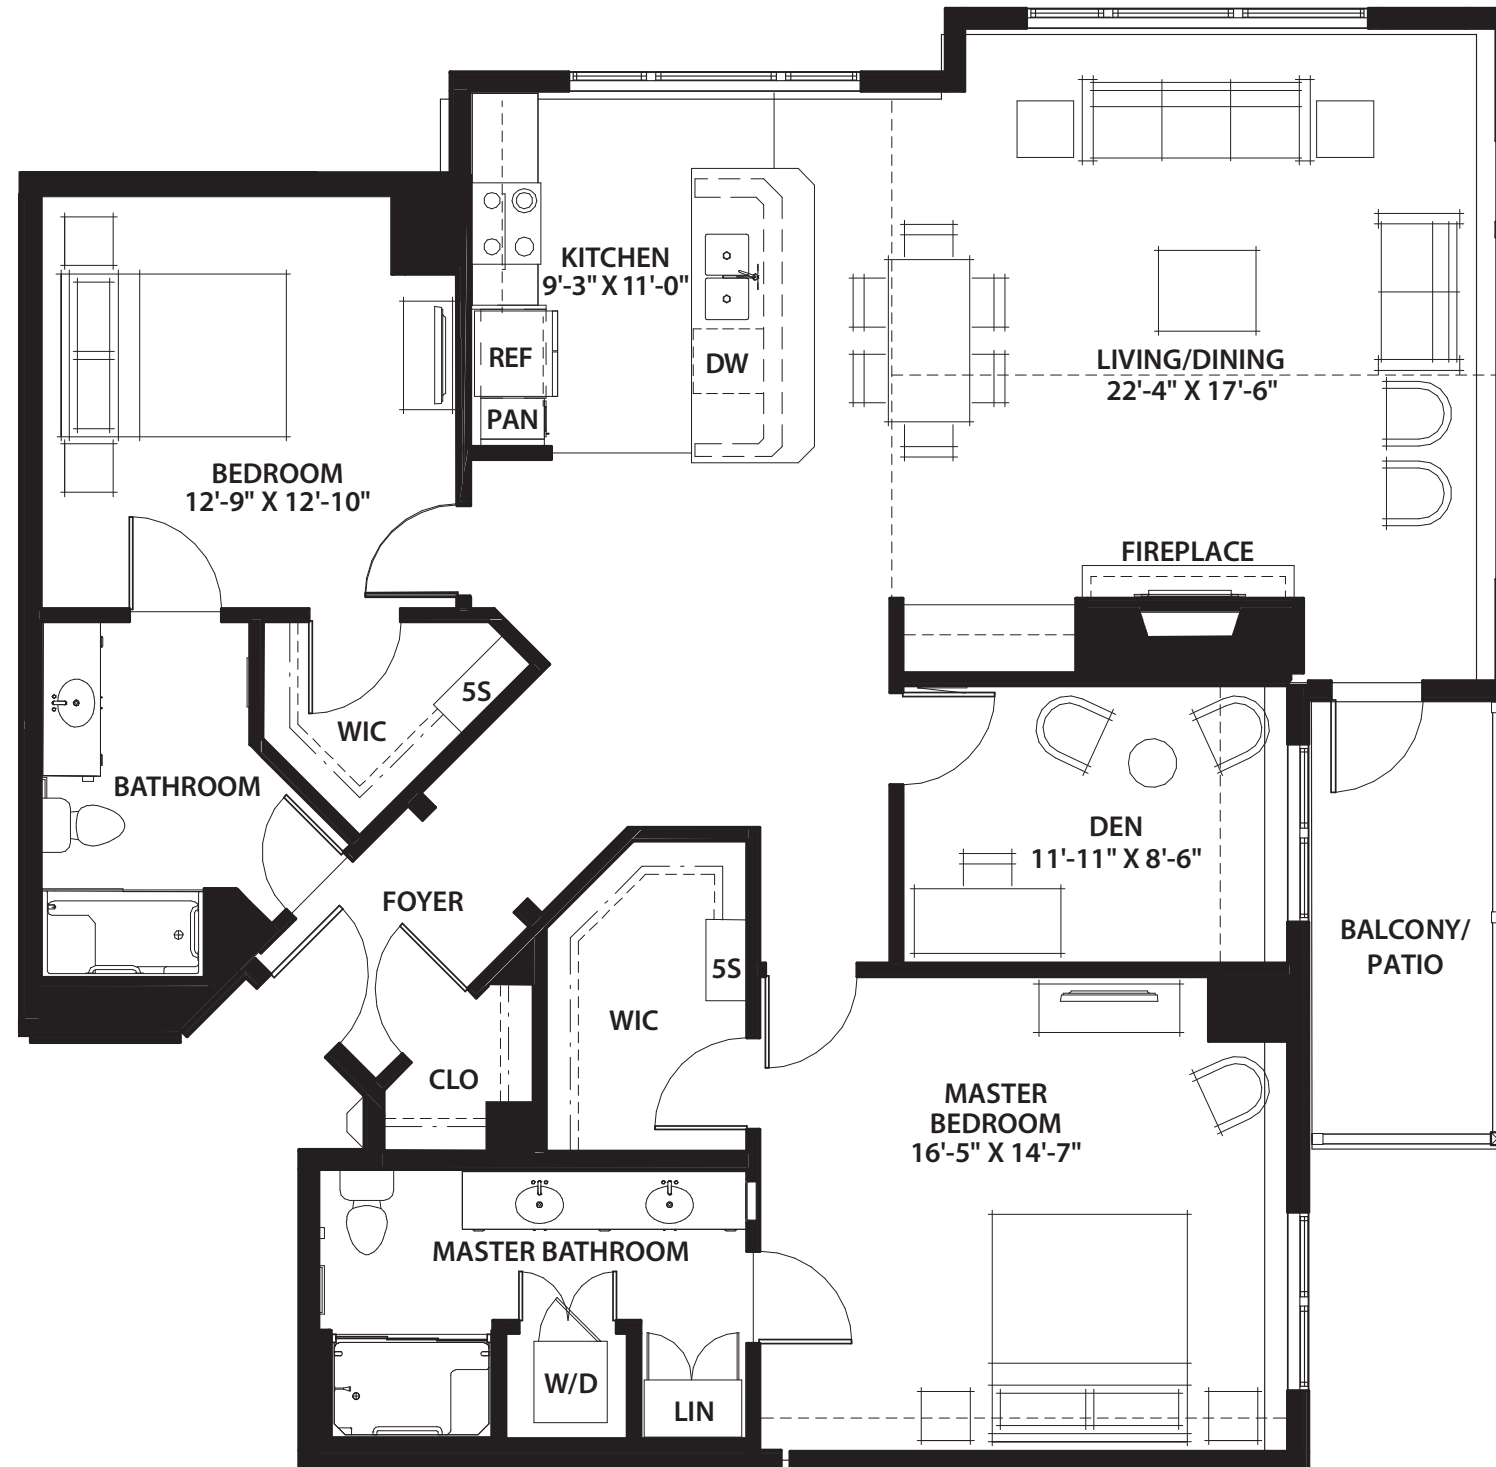 KITCHEN
9'-3" X 11'-0"
REF
DW
PAN
LIVING/DINING
22'-4" X 17'-6"
BEDROOM
12'-9" X 12'-10"
FIREPLACE
5S
WIC
BATHROOM
DEN
11'-11" X 8'-6"
FOYER
BALCONY/
PATIO
5S
WIC
CLO
MASTER
BEDROOM
16'-5" X 14'-7"
MASTER BATHROOM
W/D
LIN